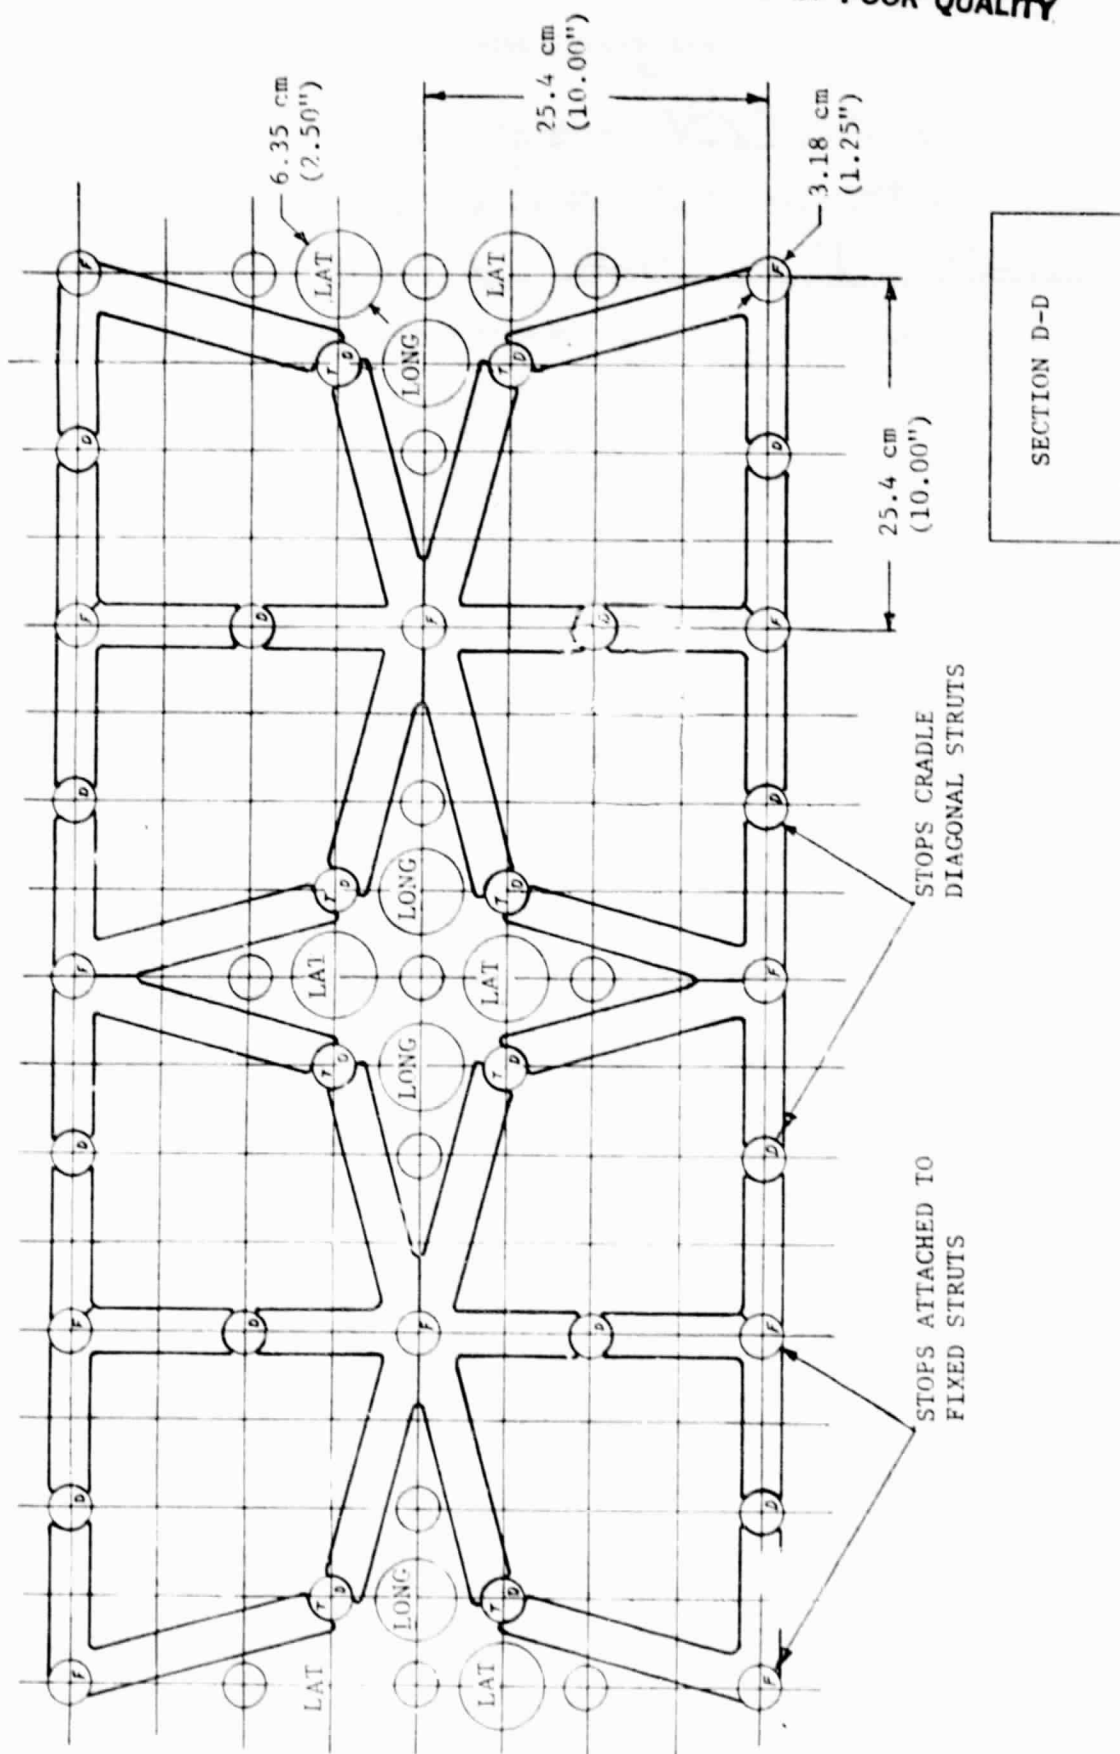 POOR QUALITY
F D F D F D F D F
D D
LAT T D T D LAT T D T D LAT
LONG F LONG LONG F LONG
LAT T D T D LAT T D T D LAT
D
F D F D F D F D F
6.35 cm
(2.50")
25.4 cm
(10.00")
3.18 cm
(1.25")
25.4 cm
(10.00")
STOPS ATTACHED TO
FIXED STRUTS
STOPS CRADLE
DIAGONAL STRUTS
SECTION D-D